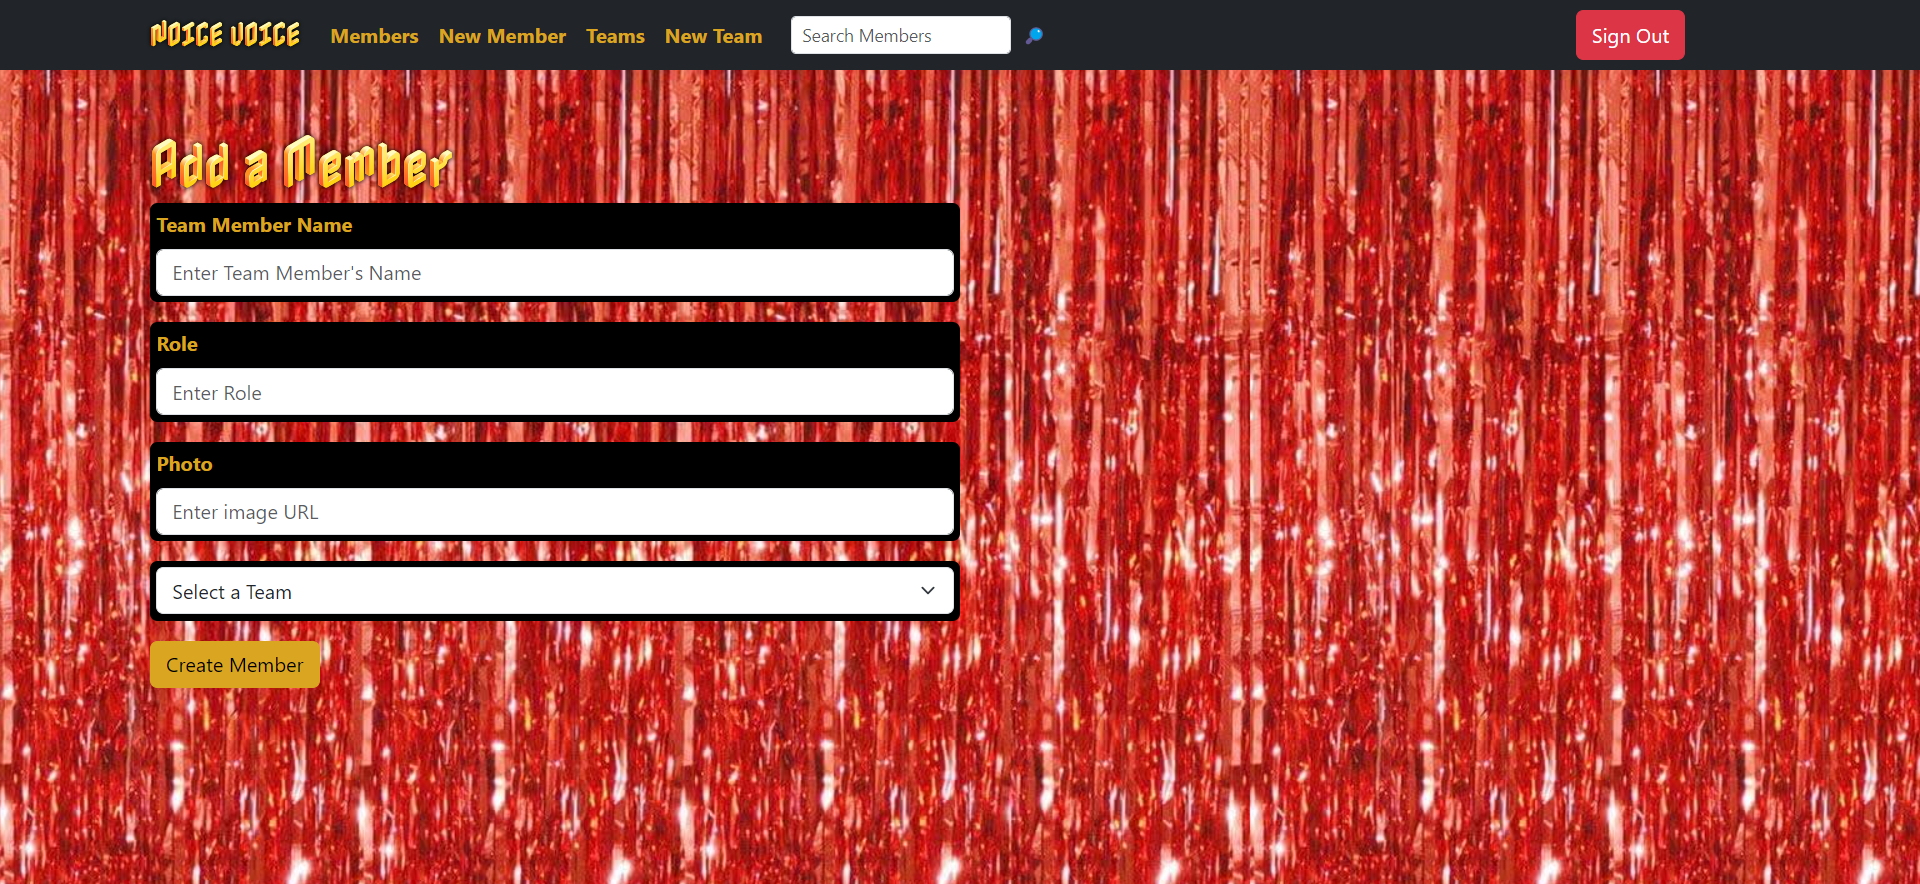 NOICE VOICE Members New Member Teams New Team Search Members Sign Out
Add a Member
Team Member Name
Enter Team Member's Name
Role
Enter Role
Photo
Enter image URL
Select a Team
Create Member